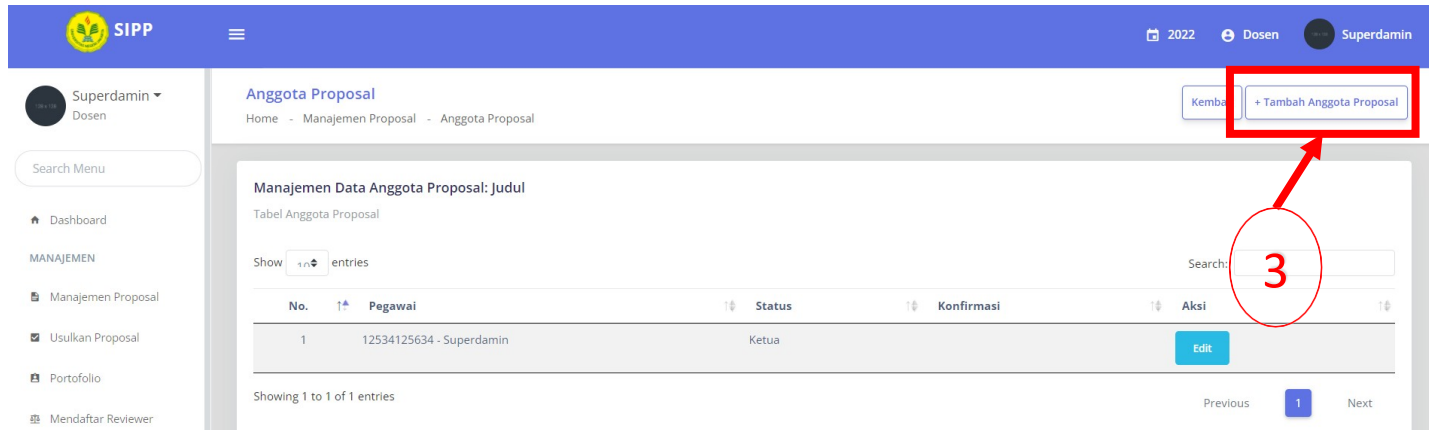 SIPP
2022 Dosen Superdamin
Superdamin
Dosen
Search Menu
Dashboard
MANAJEMEN
Manajemen Proposal
Usulkan Proposal
Portofolio
Mendaftar Reviewer
Anggota Proposal
Home - Manajemen Proposal - Anggota Proposal
Kemba
+ Tambah Anggota Proposal
Manajemen Data Anggota Proposal: Judul
Tabel Anggota Proposal
Show 10 entries
Search:
3
No. Pegawai Status Konfirmasi Aksi
1 12534125634 - Superdamin Ketua Edit
Showing 1 to 1 of 1 entries
Previous 1 Next